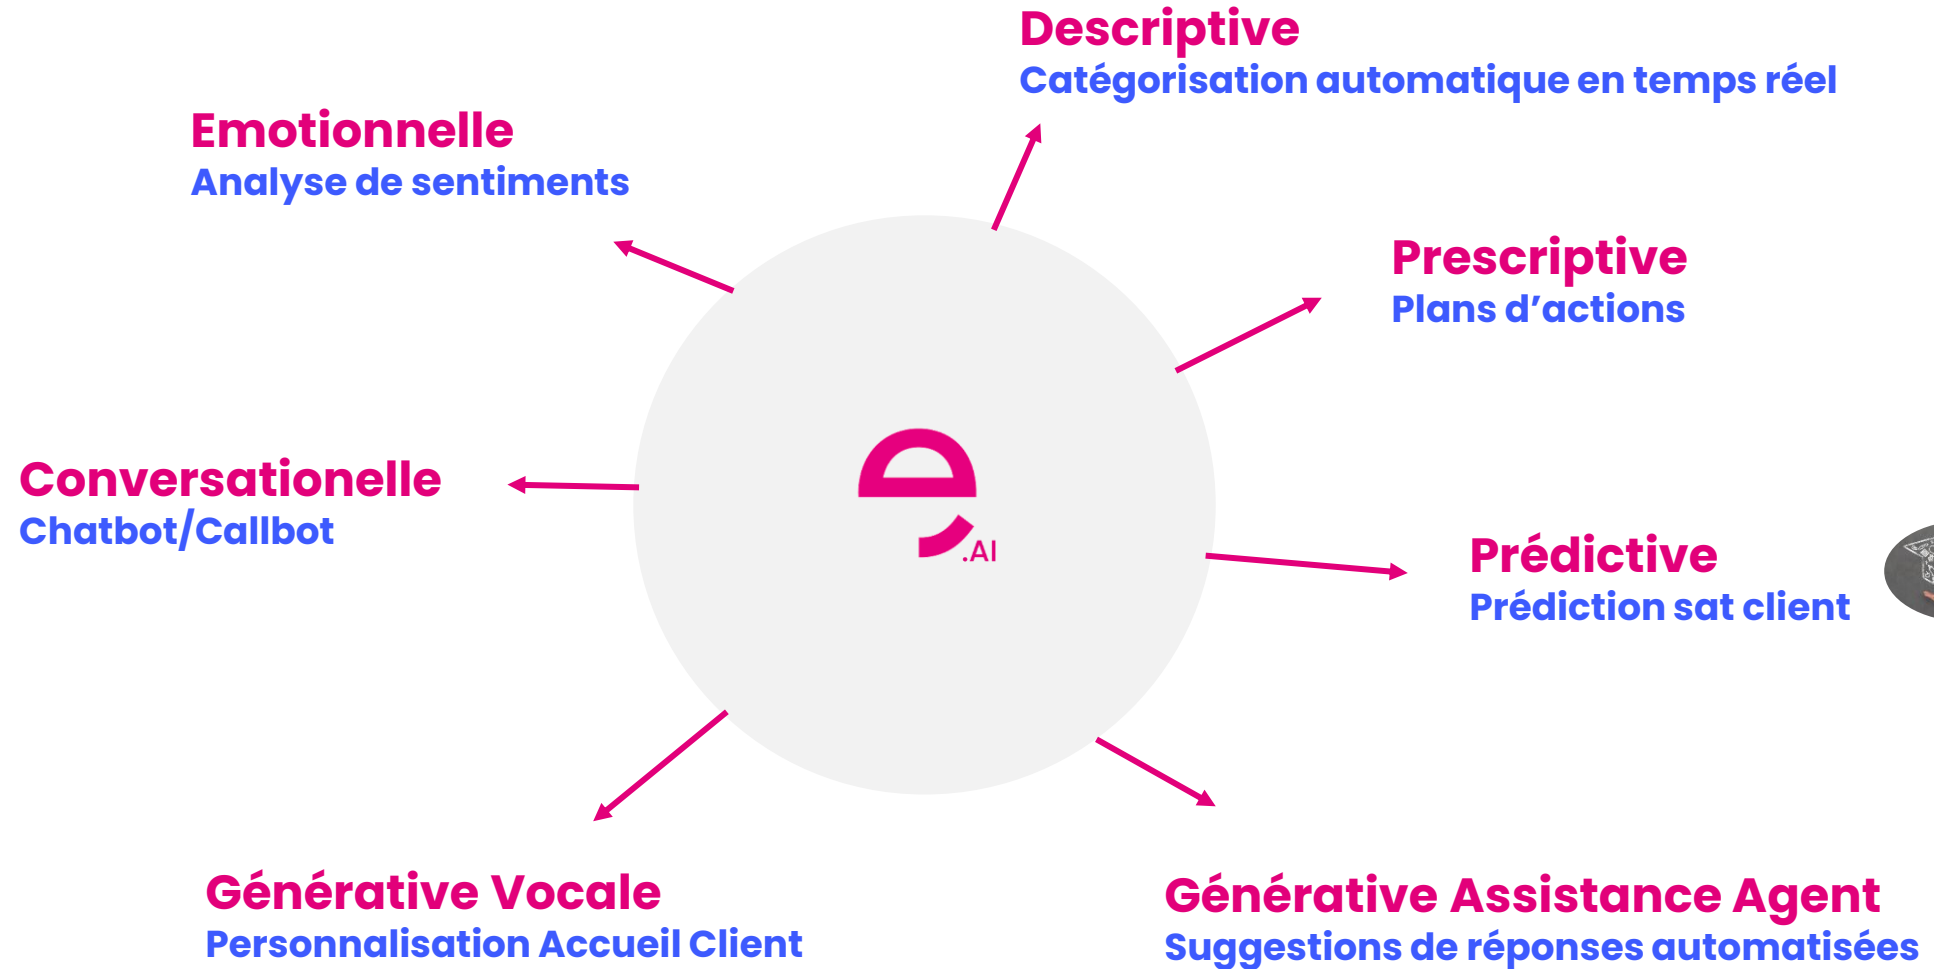 Descriptive
Catégorisation automatique en temps réel
Emotionnelle
Analyse de sentiments
Prescriptive
Plans d’actions
Conversationelle
Chatbot/Callbot
e
.AI
Prédictive
Prédiction sat client
Générative Vocale
Personnalisation Accueil Client
Générative Assistance Agent
Suggestions de réponses automatisées